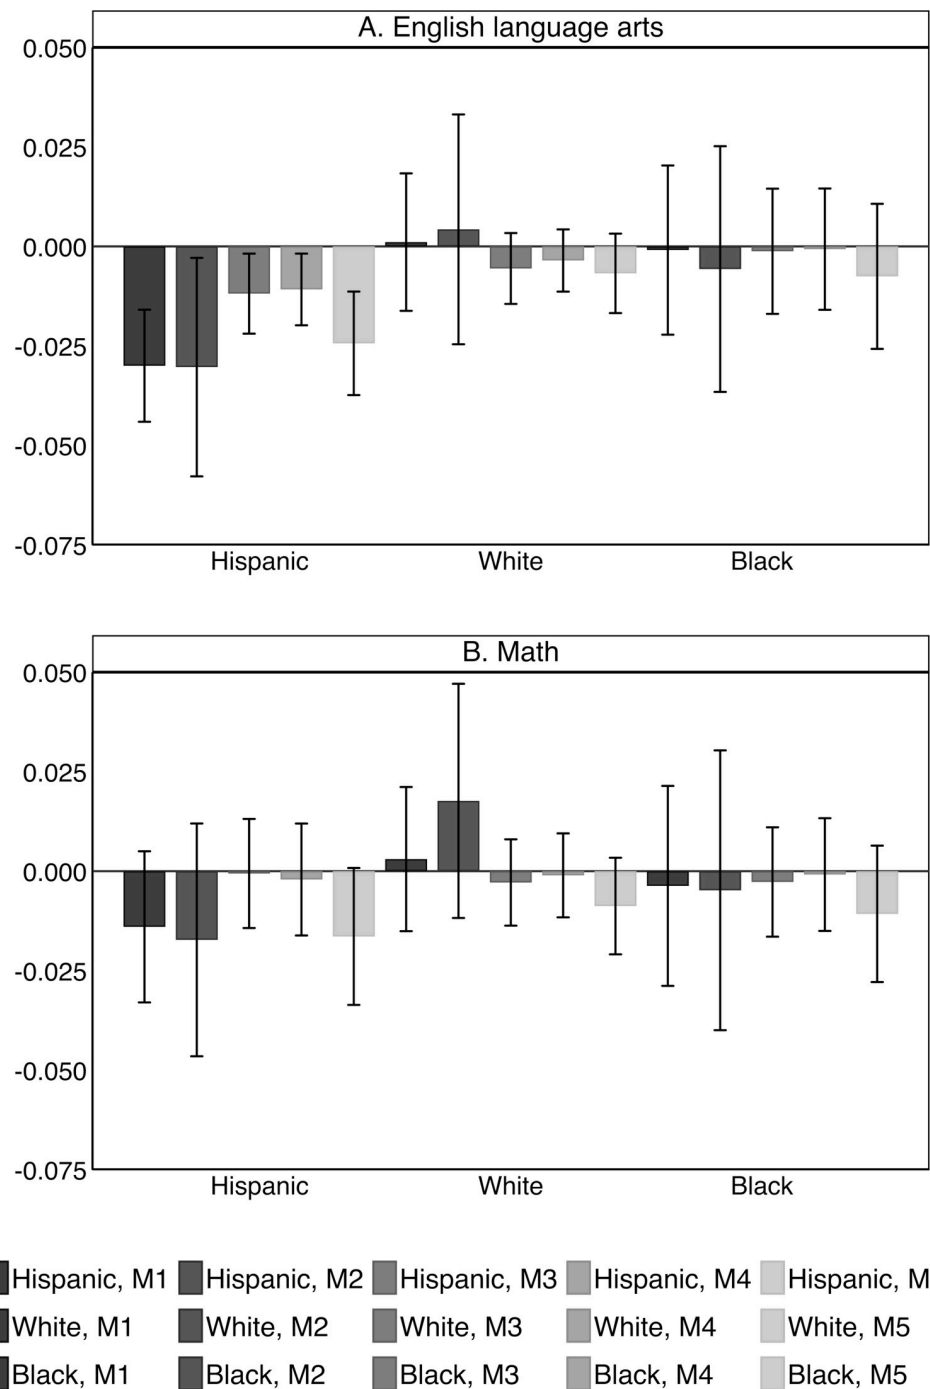 A. English language arts
0.050
0.025
0.000
-0.025
-0.050
-0.075
Hispanic White Black
B. Math
0.050
0.025
0.000
-0.025
-0.050
-0.075
Hispanic White Black
Hispanic, M1 Hispanic, M2 Hispanic, M3 Hispanic, M4 Hispanic, M
White, M1 White, M2 White, M3 White, M4 White, M5
Black, M1 Black, M2 Black, M3 Black, M4 Black, M5